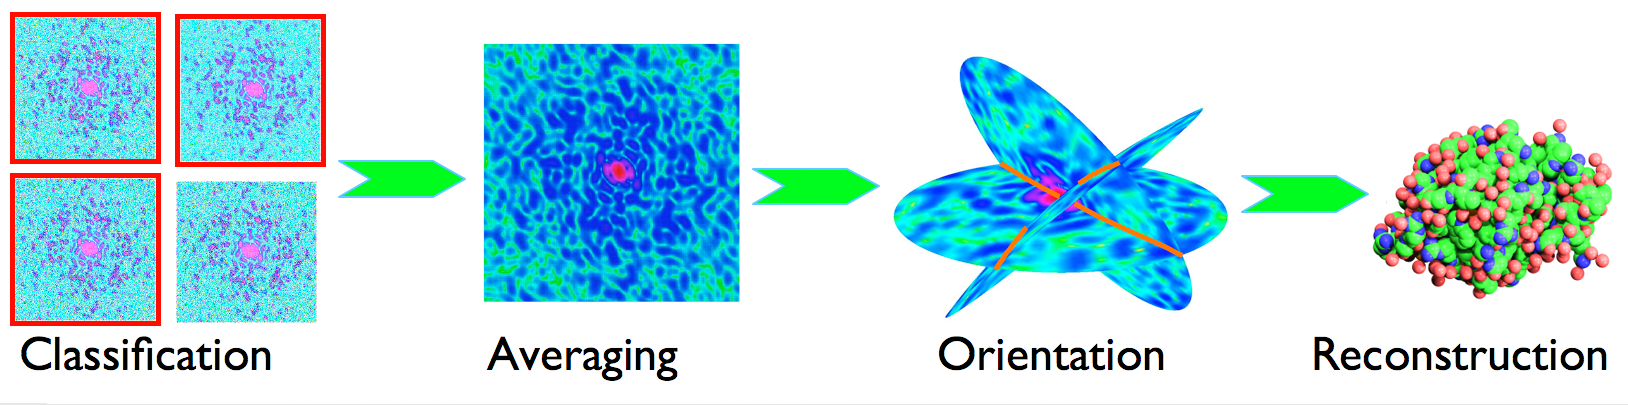 Classification
Averaging
Orientation
Reconstruction